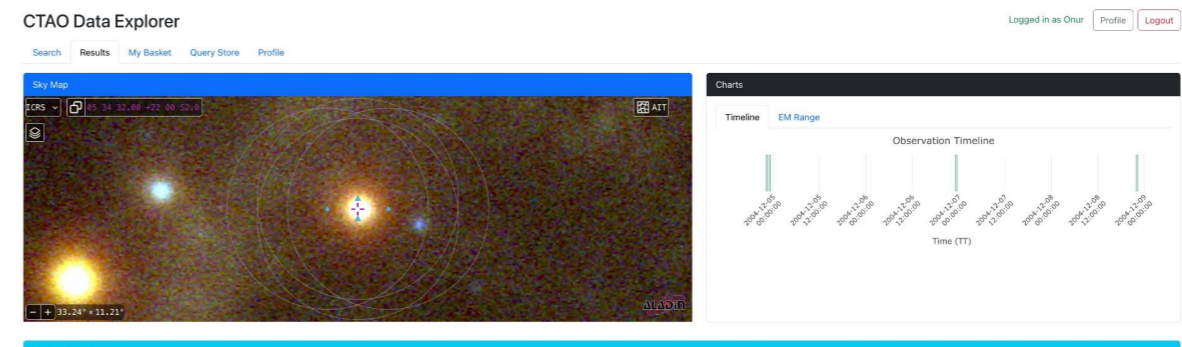 CTAO Data Explorer
Logged in as Onur Profile Logout
Search Results My Basket Query Store Profile
Sky Map
ICRS 05 34 32.00 +22 00 52.0 AIT
− + 33.24° × 11.21°
ALADIN
Charts
Timeline EM Range
Observation Timeline
2004-12-05 00:00:00
2004-12-05 12:00:00
2004-12-06 00:00:00
2004-12-06 12:00:00
2004-12-07 00:00:00
2004-12-07 12:00:00
2004-12-08 00:00:00
2004-12-08 12:00:00
2004-12-09 00:00:00
Time (TT)